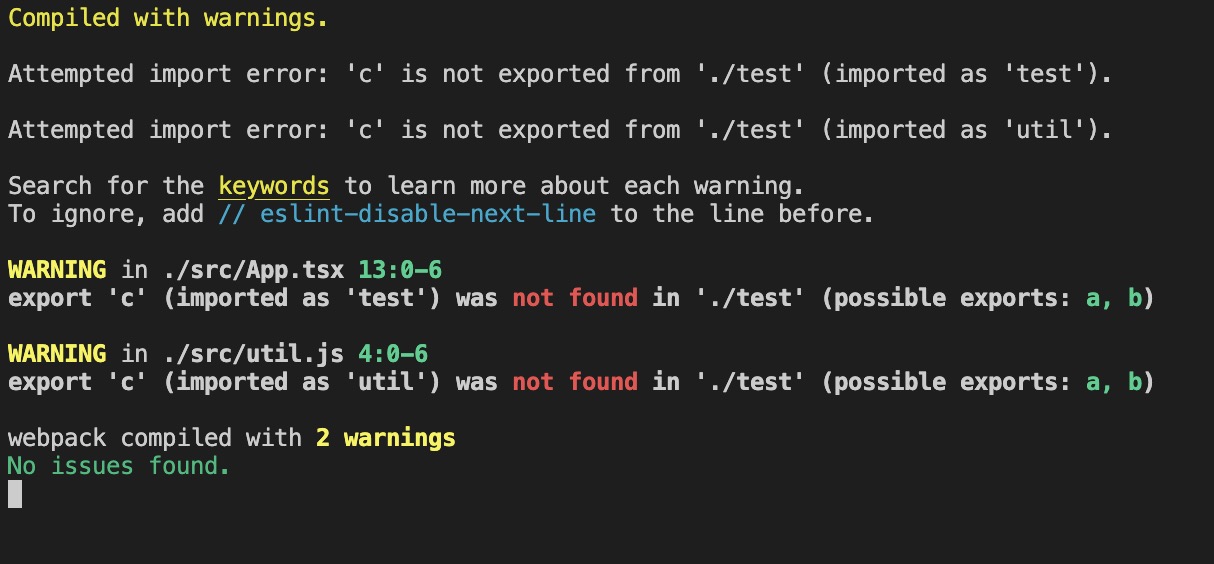 Compiled with warnings.
Attempted import error: 'c' is not exported from './test' (imported as 'test').
Attempted import error: 'c' is not exported from './test' (imported as 'util').
Search for the keywords to learn more about each warning.
To ignore, add // eslint-disable-next-line to the line before.
WARNING in ./src/App.tsx 13:0-6
export 'c' (imported as 'test') was not found in './test' (possible exports: a, b)
WARNING in ./src/util.js 4:0-6
export 'c' (imported as 'util') was not found in './test' (possible exports: a, b)
webpack compiled with 2 warnings
No issues found.